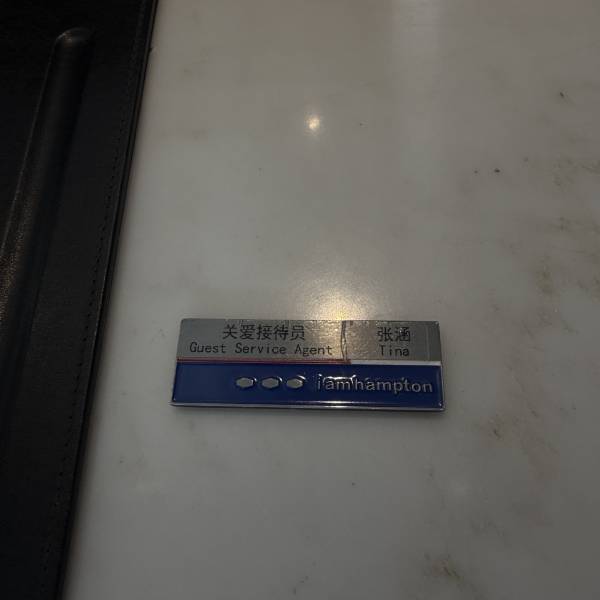 关爱接待员 张涵
Guest Service Agent Tina
iamhampton